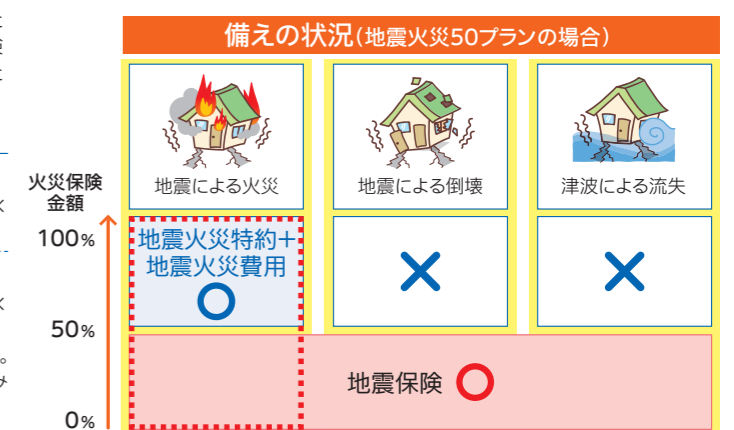 備えの状況(地震火災50プランの場合)
地震による火災
地震による倒壊
津波による流失
火災保険
金額
100%
地震火災特約+
地震火災費用
50%
地震保険
0%